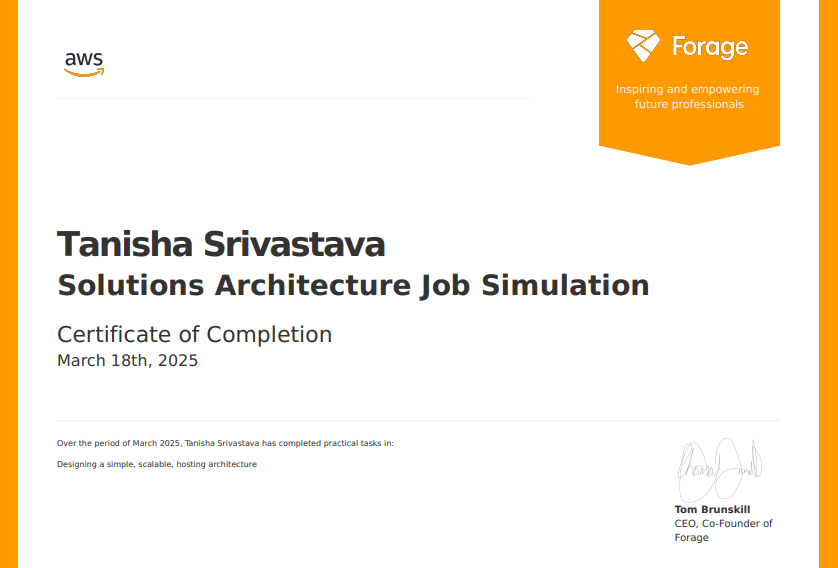 aws
Forage
Inspiring and empowering
future professionals
Tanisha Srivastava
Solutions Architecture Job Simulation
Certificate of Completion
March 18th, 2025
Over the period of March 2025, Tanisha Srivastava has completed practical tasks in:
Designing a simple, scalable, hosting architecture
Tom Brunskill
CEO, Co-Founder of
Forage